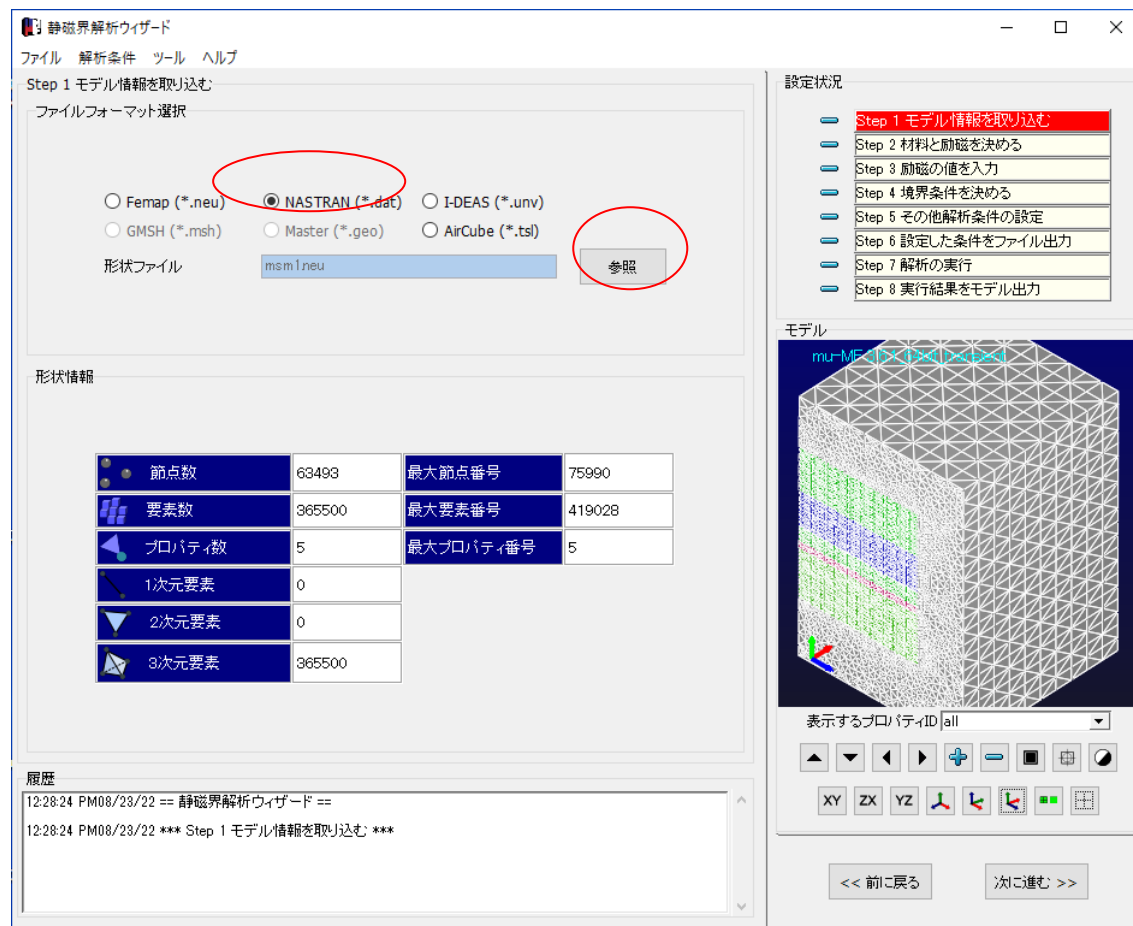 静磁界解析ウィザード
ファイル 解析条件 ツール ヘルプ
Step 1 モデル情報を取り込む
ファイルフォーマット選択
Femap (*.neu) NASTRAN (*.dat) I-DEAS (*.unv)
GMSH (*.msh) Master (*.geo) AirCube (*.tsl)
形状ファイル msm1.neu 参照
形状情報
節点数 63493 最大節点番号 75990
要素数 365500 最大要素番号 419028
プロパティ数 5 最大プロパティ番号 5
1次元要素 0
2次元要素 0
3次元要素 365500
履歴
12:28:24 PM08/23/22 == 静磁界解析ウィザード ==
12:28:24 PM08/23/22 *** Step 1 モデル情報を取り込む ***
設定状況
Step 1 モデル情報を取り込む
Step 2 材料と励磁を決める
Step 3 励磁の値を入力
Step 4 境界条件を決める
Step 5 その他解析条件の設定
Step 6 設定した条件をファイル出力
Step 7 解析の実行
Step 8 実行結果をモデル出力
モデル
表示するプロパティID all
XY ZX YZ
<< 前に戻る 次に進む >>